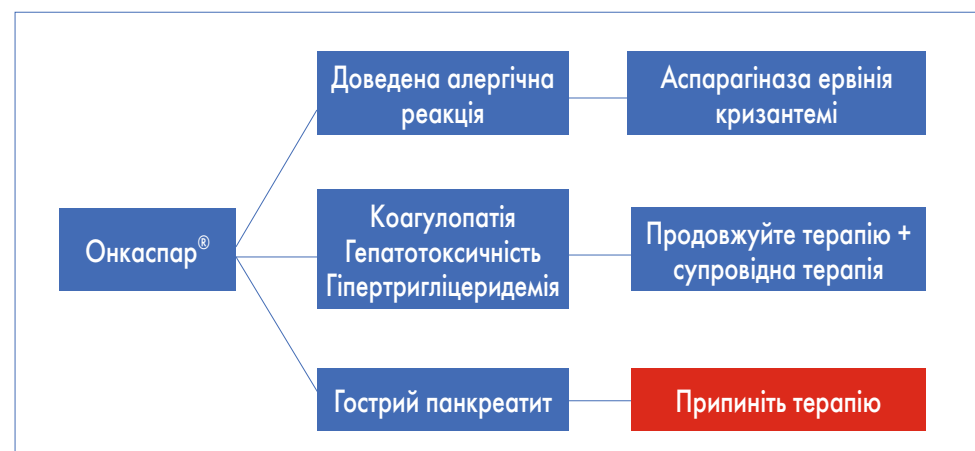 Доведена алергічна
реакція
Аспарагіназа ервінія
кризантемі
Онкаспар®
Коагулопатія
Гепатотоксичність
Гіпертригліцеридемія
Продовжуйте терапію +
супровідна терапія
Гострий панкреатит
Припиніть терапію